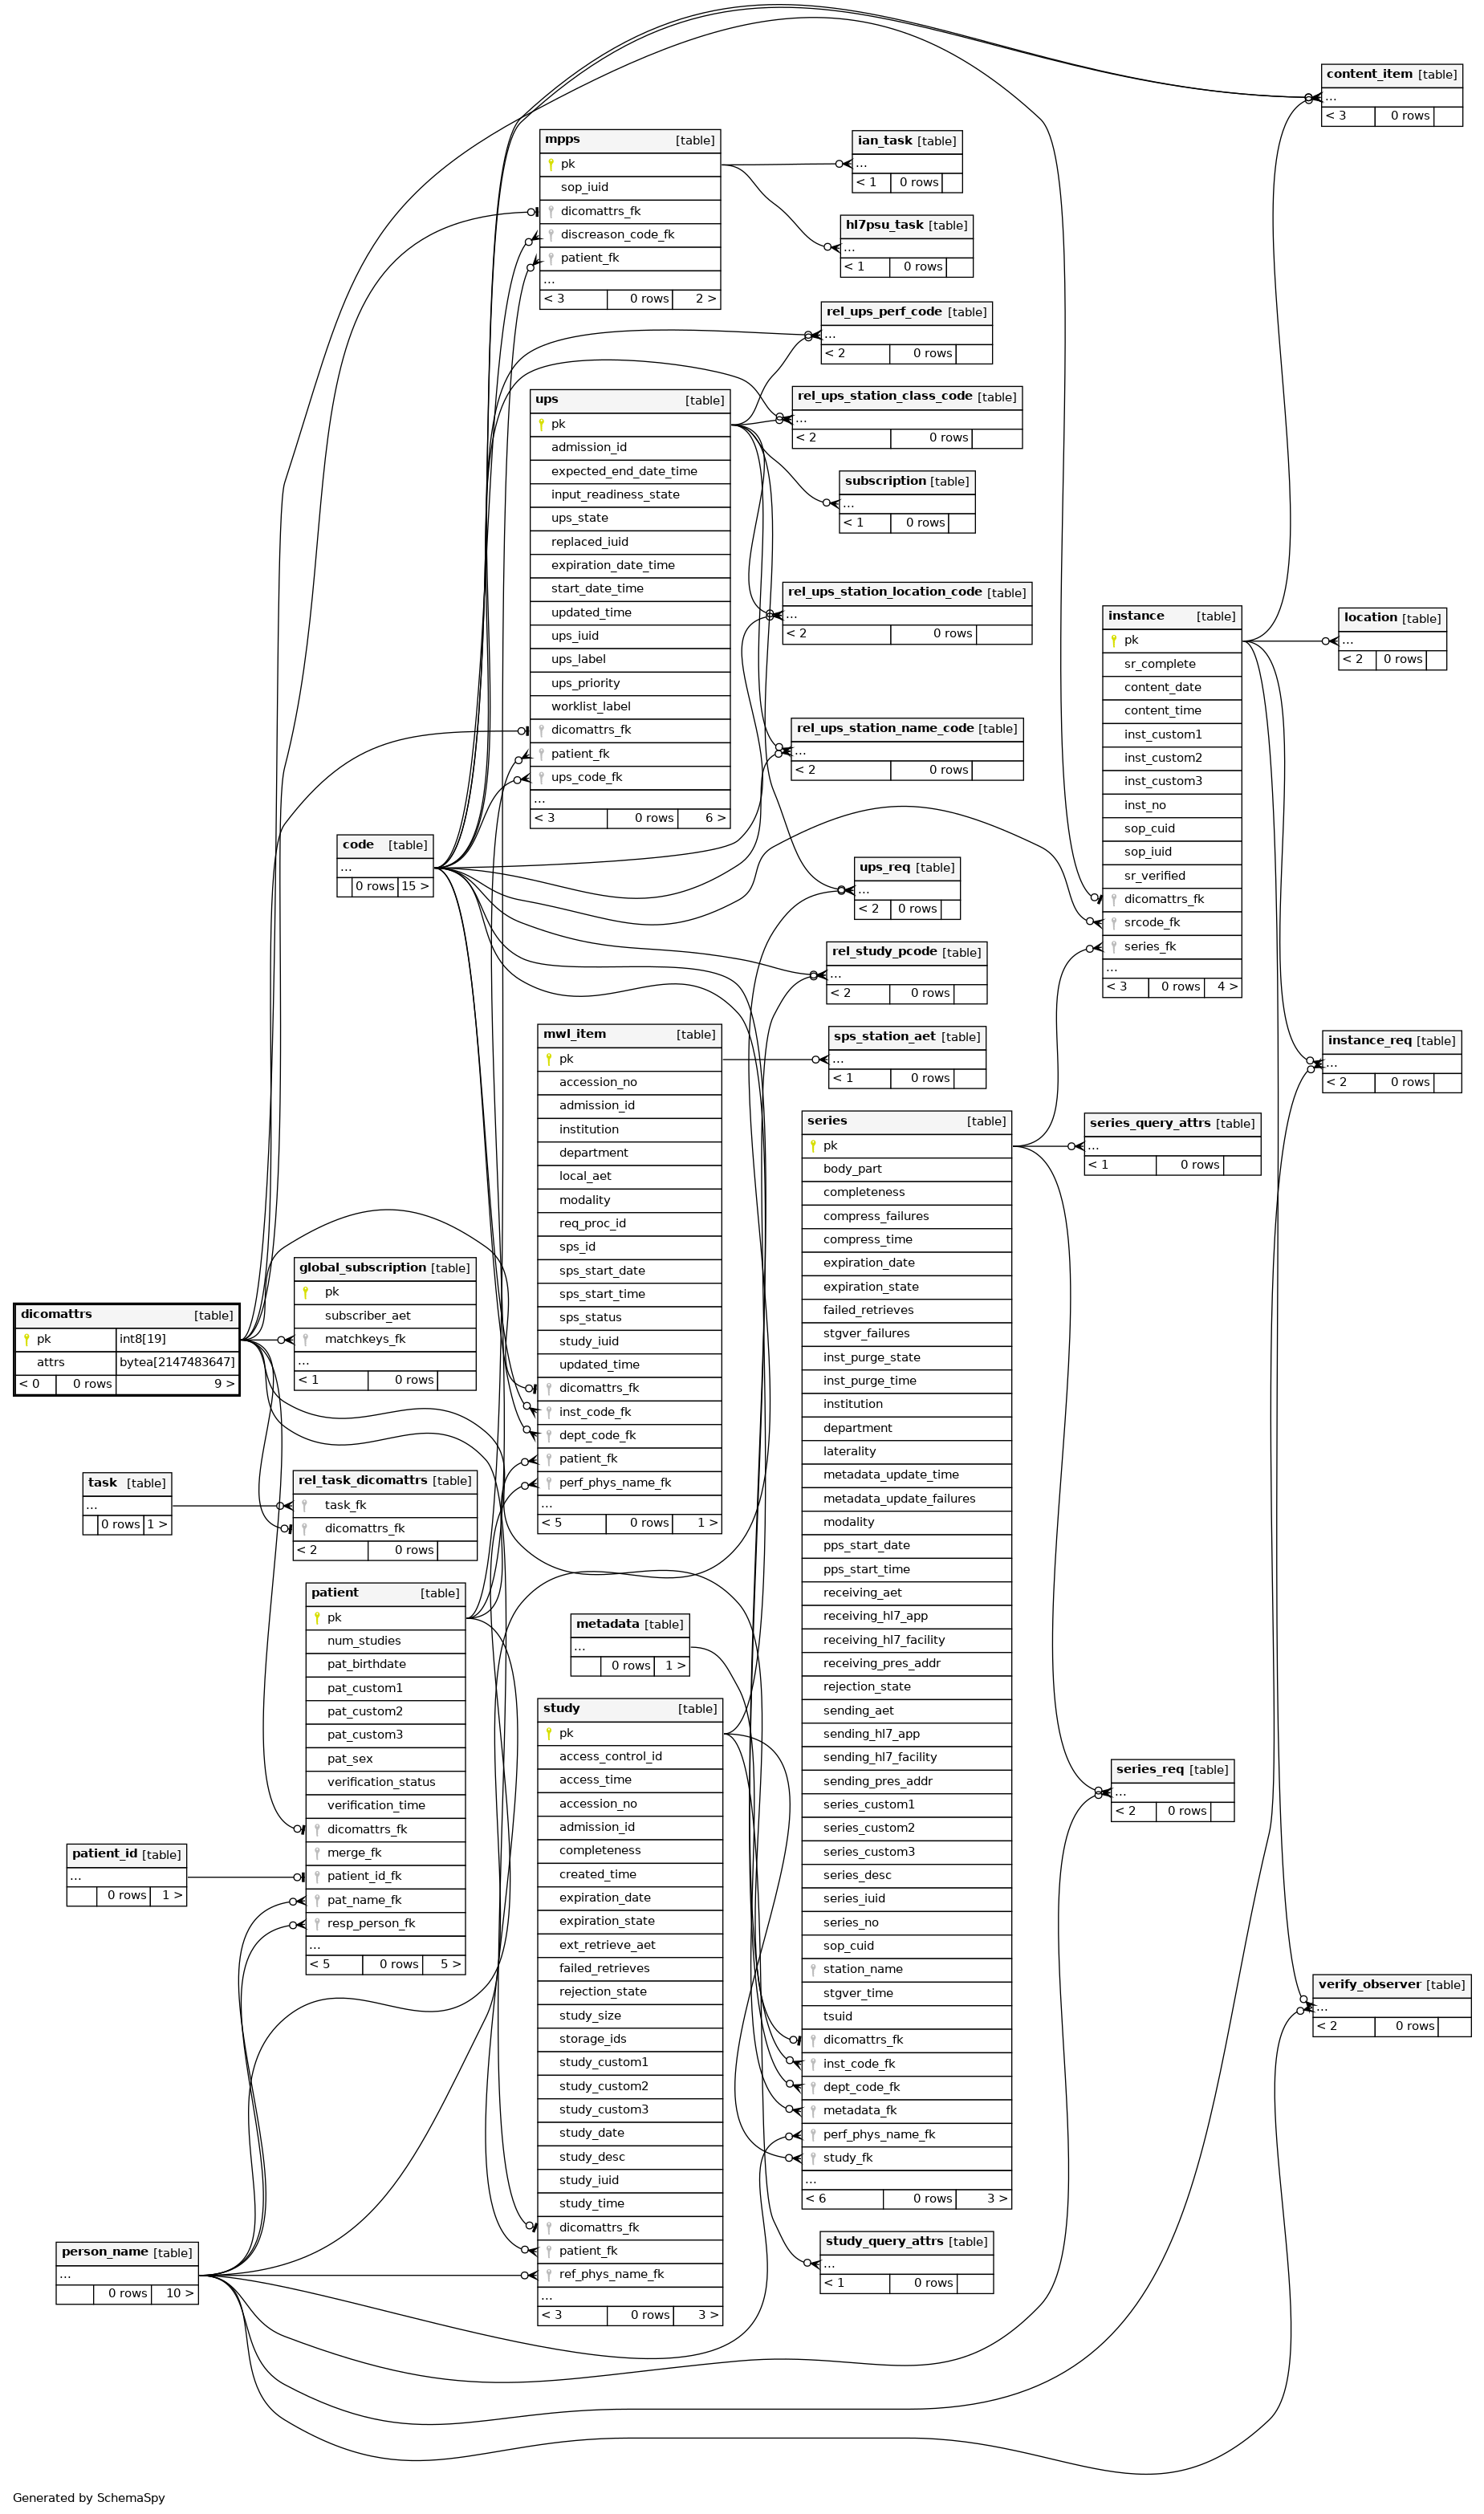 content_item [table]
...
< 3 0 rows
mpps [table]
pk
sop_iuid
dicomattrs_fk
discreason_code_fk
patient_fk
...
< 3 0 rows 2 >
ian_task [table]
...
< 1 0 rows
hl7psu_task [table]
...
< 1 0 rows
rel_ups_perf_code [table]
...
< 2 0 rows
ups [table]
pk
admission_id
expected_end_date_time
input_readiness_state
ups_state
replaced_iuid
expiration_date_time
start_date_time
updated_time
ups_iuid
ups_label
ups_priority
worklist_label
dicomattrs_fk
patient_fk
ups_code_fk
...
< 3 0 rows 6 >
rel_ups_station_class_code [table]
...
< 2 0 rows
subscription [table]
...
< 1 0 rows
rel_ups_station_location_code [table]
...
< 2 0 rows
rel_ups_station_name_code [table]
...
< 2 0 rows
instance [table]
pk
sr_complete
content_date
content_time
inst_custom1
inst_custom2
inst_custom3
inst_no
sop_cuid
sop_iuid
sr_verified
dicomattrs_fk
srcode_fk
series_fk
...
< 3 0 rows 4 >
location [table]
...
< 2 0 rows
code [table]
...
0 rows 15 >
ups_req [table]
...
< 2 0 rows
rel_study_pcode [table]
...
< 2 0 rows
sps_station_aet [table]
...
< 1 0 rows
instance_req [table]
...
< 2 0 rows
mwl_item [table]
pk
accession_no
admission_id
institution
department
local_aet
modality
req_proc_id
sps_id
sps_start_date
sps_start_time
sps_status
study_iuid
updated_time
dicomattrs_fk
inst_code_fk
dept_code_fk
patient_fk
perf_phys_name_fk
...
< 5 0 rows 1 >
series [table]
pk
body_part
completeness
compress_failures
compress_time
expiration_date
expiration_state
failed_retrieves
stgver_failures
inst_purge_state
inst_purge_time
institution
department
laterality
metadata_update_time
metadata_update_failures
modality
pps_start_date
pps_start_time
receiving_aet
receiving_hl7_app
receiving_hl7_facility
receiving_pres_addr
rejection_state
sending_aet
sending_hl7_app
sending_hl7_facility
sending_pres_addr
series_custom1
series_custom2
series_custom3
series_desc
series_iuid
series_no
sop_cuid
station_name
stgver_time
tsuid
dicomattrs_fk
inst_code_fk
dept_code_fk
metadata_fk
perf_phys_name_fk
study_fk
...
< 6 0 rows 3 >
series_query_attrs [table]
...
< 1 0 rows
global_subscription [table]
pk
subscriber_aet
matchkeys_fk
...
< 1 0 rows
dicomattrs [table]
pk int8[19]
attrs bytea[2147483647]
< 0 0 rows 9 >
task [table]
...
0 rows 1 >
rel_task_dicomattrs [table]
task_fk
dicomattrs_fk
< 2 0 rows
patient [table]
pk
num_studies
pat_birthdate
pat_custom1
pat_custom2
pat_custom3
pat_sex
verification_status
verification_time
dicomattrs_fk
merge_fk
patient_id_fk
pat_name_fk
resp_person_fk
...
< 5 0 rows 5 >
metadata [table]
...
0 rows 1 >
study [table]
pk
access_control_id
access_time
accession_no
admission_id
completeness
created_time
expiration_date
expiration_state
ext_retrieve_aet
failed_retrieves
rejection_state
study_size
storage_ids
study_custom1
study_custom2
study_custom3
study_date
study_desc
study_iuid
study_time
dicomattrs_fk
patient_fk
ref_phys_name_fk
...
< 3 0 rows 3 >
series_req [table]
...
< 2 0 rows
patient_id [table]
...
0 rows 1 >
verify_observer [table]
...
< 2 0 rows
person_name [table]
...
0 rows 10 >
study_query_attrs [table]
...
< 1 0 rows
Generated by SchemaSpy